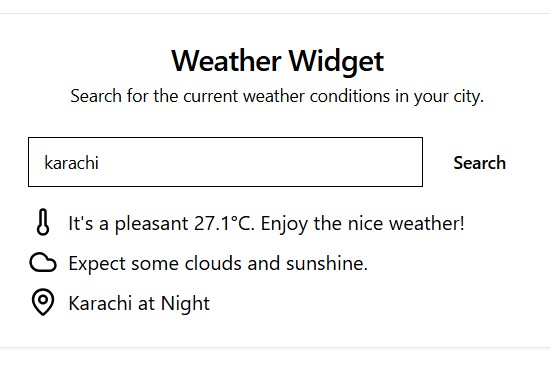 Weather Widget
Search for the current weather conditions in your city.
karachi
Search
It's a pleasant 27.1°C. Enjoy the nice weather!
Expect some clouds and sunshine.
Karachi at Night